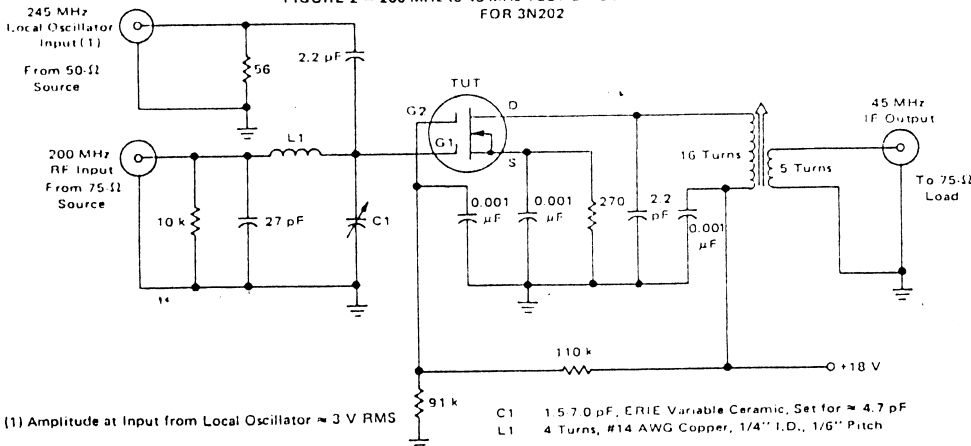 FOR 3N202
245 MHz
Local Oscillator
Input (1)
From 50-Ω
Source
56
2.2 pF
TUT
G2
D
G1
S
L1
200 MHz
RF Input
From 75-Ω
Source
10 k
27 pF
C1
0.001
μF
0.001
μF
270
2.2
pF
0.001
μF
16 Turns
5 Turns
45 MHz
IF Output
To 75-Ω
Load
110 k
+18 V
91 k
(1) Amplitude at Input from Local Oscillator ≈ 3 V RMS
C1 1.5-7.0 pF, ERIE Variable Ceramic, Set for ≈ 4.7 pF
L1 4 Turns, #14 AWG Copper, 1/4" I.D., 1/6" Pitch